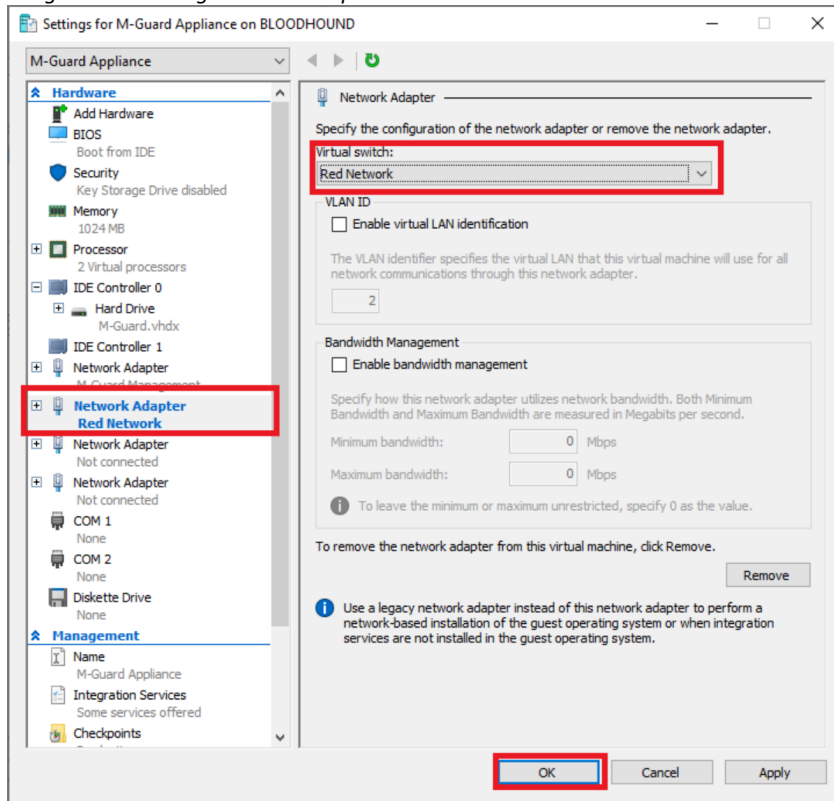 Settings for M-Guard Appliance on BLOODHOUND
M-Guard Appliance
Hardware
Add Hardware
BIOS
Boot from IDE
Security
Key Storage Drive disabled
Memory
1024 MB
Processor
2 Virtual processors
IDE Controller 0
Hard Drive
M-Guard.vhdx
IDE Controller 1
Network Adapter
M-Guard Management
Network Adapter
Red Network
Network Adapter
Not connected
Network Adapter
Not connected
COM 1
None
COM 2
None
Diskette Drive
None
Management
Name
M-Guard Appliance
Integration Services
Some services offered
Checkpoints
Network Adapter
Specify the configuration of the network adapter or remove the network adapter.
Virtual switch:
Red Network
VLAN ID
Enable virtual LAN identification
The VLAN identifier specifies the virtual LAN that this virtual machine will use for all
network communications through this network adapter.
2
Bandwidth Management
Enable bandwidth management
Specify how this network adapter utilizes network bandwidth. Both Minimum
Bandwidth and Maximum Bandwidth are measured in Megabits per second.
Minimum bandwidth: 0 Mbps
Maximum bandwidth: 0 Mbps
To leave the minimum or maximum unrestricted, specify 0 as the value.
To remove the network adapter from this virtual machine, click Remove.
Remove
Use a legacy network adapter instead of this network adapter to perform a
network-based installation of the guest operating system or when integration
services are not installed in the guest operating system.
OK Cancel Apply